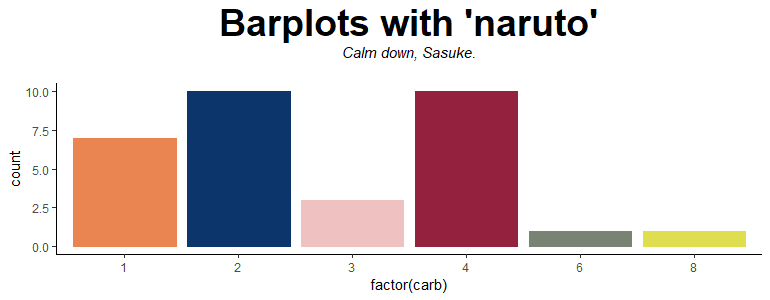 Barplots with 'naruto'
Calm down, Sasuke.
10.0
7.5
5.0
2.5
0.0
count
1 2 3 4 6 8
factor(carb)